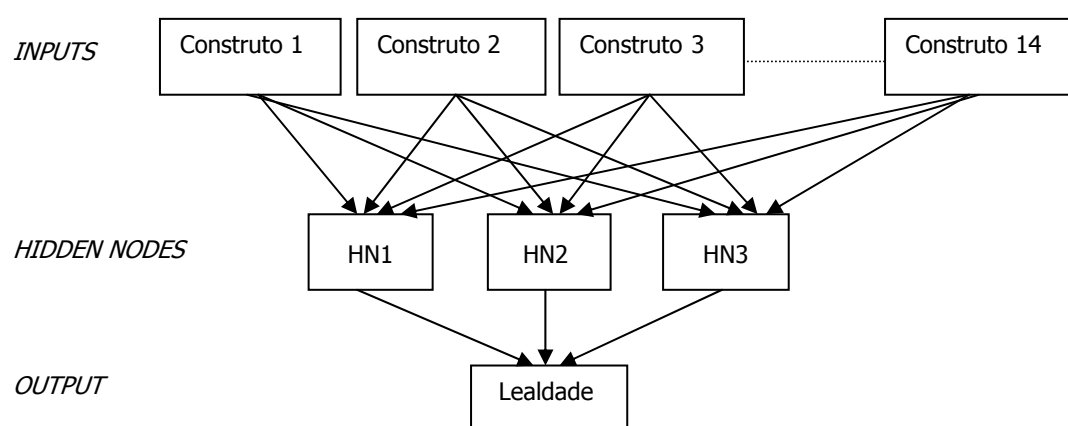 INPUTS
Construto 1
Construto 2
Construto 3
Construto 14
HIDDEN NODES
HN1
HN2
HN3
OUTPUT
Lealdade